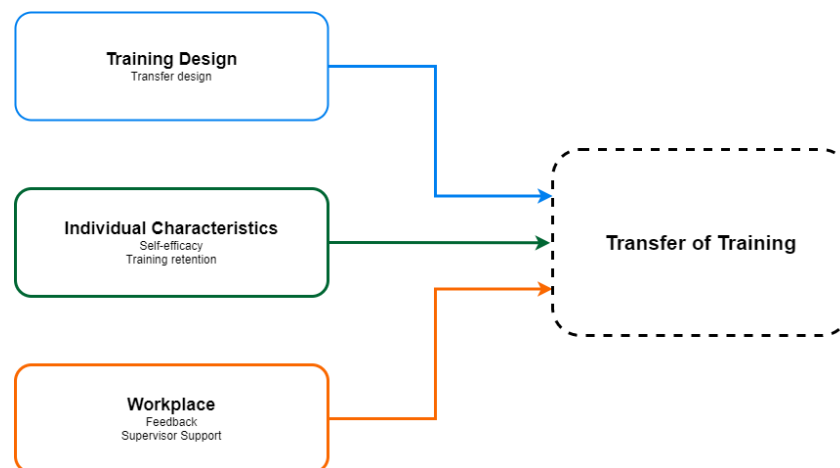 Training Design
Transfer design
Individual Characteristics
Self-efficacy
Training retention
Transfer of Training
Workplace
Feedback
Supervisor Support